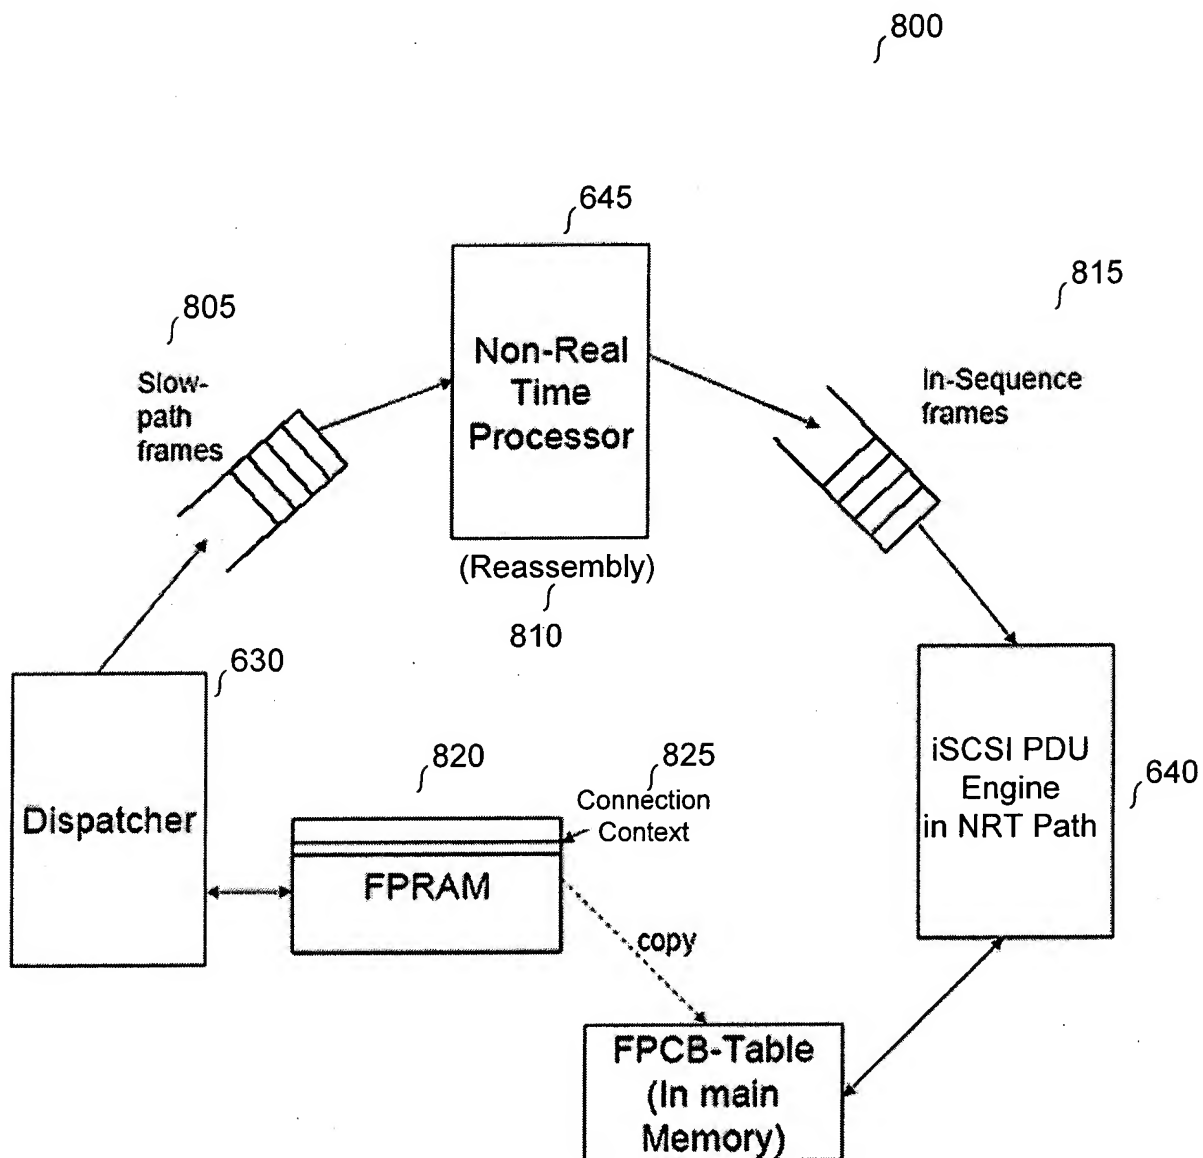 800
645
805
815
Slow-
path
frames
Non-Real
Time
Processor
In-Sequence
frames
(Reassembly)
810
630
820
825
Connection
Context
Dispatcher
FPRAM
iSCSI PDU
Engine
in NRT Path
640
copy
FPCB-Table
(In main
Memory)